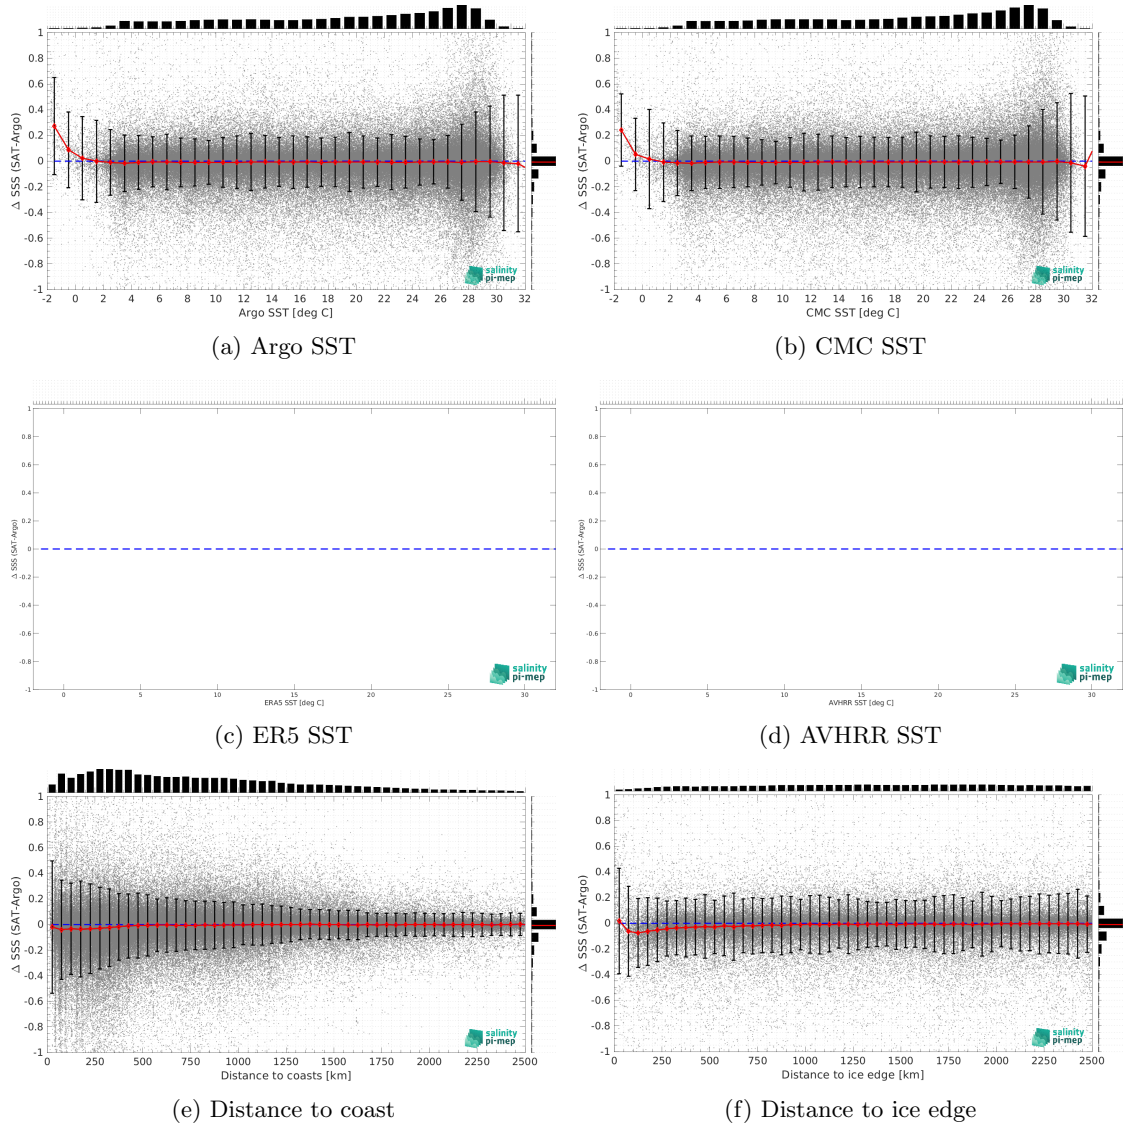 1
0.8
0.6
0.4
0.2
0
-0.2
-0.4
-0.6
-0.8
-1
Δ SSS (SAT-Argo)
-2 0 2 4 6 8 10 12 14 16 18 20 22 24 26 28 30 32
Argo SST [deg C]
salinity
pi-mep
(a) Argo SST
1
0.8
0.6
0.4
0.2
0
-0.2
-0.4
-0.6
-0.8
-1
Δ SSS (SAT-Argo)
-2 0 2 4 6 8 10 12 14 16 18 20 22 24 26 28 30 32
CMC SST [deg C]
salinity
pi-mep
(b) CMC SST
1
0.8
0.6
0.4
0.2
0
-0.2
-0.4
-0.6
-0.8
-1
Δ SSS (SAT-Argo)
0 5 10 15 20 25 30
ERA5 SST [deg C]
salinity
pi-mep
(c) ER5 SST
1
0.8
0.6
0.4
0.2
0
-0.2
-0.4
-0.6
-0.8
-1
Δ SSS (SAT-Argo)
0 5 10 15 20 25 30
AVHRR SST [deg C]
salinity
pi-mep
(d) AVHRR SST
1
0.8
0.6
0.4
0.2
0
-0.2
-0.4
-0.6
-0.8
-1
Δ SSS (SAT-Argo)
0 250 500 750 1000 1250 1500 1750 2000 2250 2500
Distance to coasts [km]
salinity
pi-mep
(e) Distance to coast
1
0.8
0.6
0.4
0.2
0
-0.2
-0.4
-0.6
-0.8
-1
Δ SSS (SAT-Argo)
0 250 500 750 1000 1250 1500 1750 2000 2250 2500
Distance to ice edge [km]
salinity
pi-mep
(f) Distance to ice edge